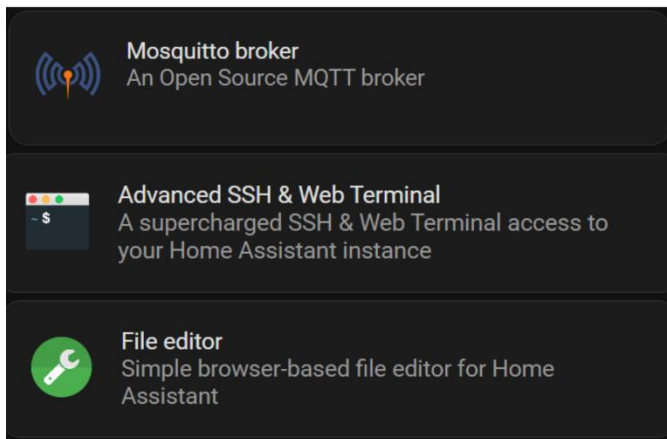 Mosquitto broker
An Open Source MQTT broker
~ $
Advanced SSH & Web Terminal
A supercharged SSH & Web Terminal access to
your Home Assistant instance
File editor
Simple browser-based file editor for Home
Assistant